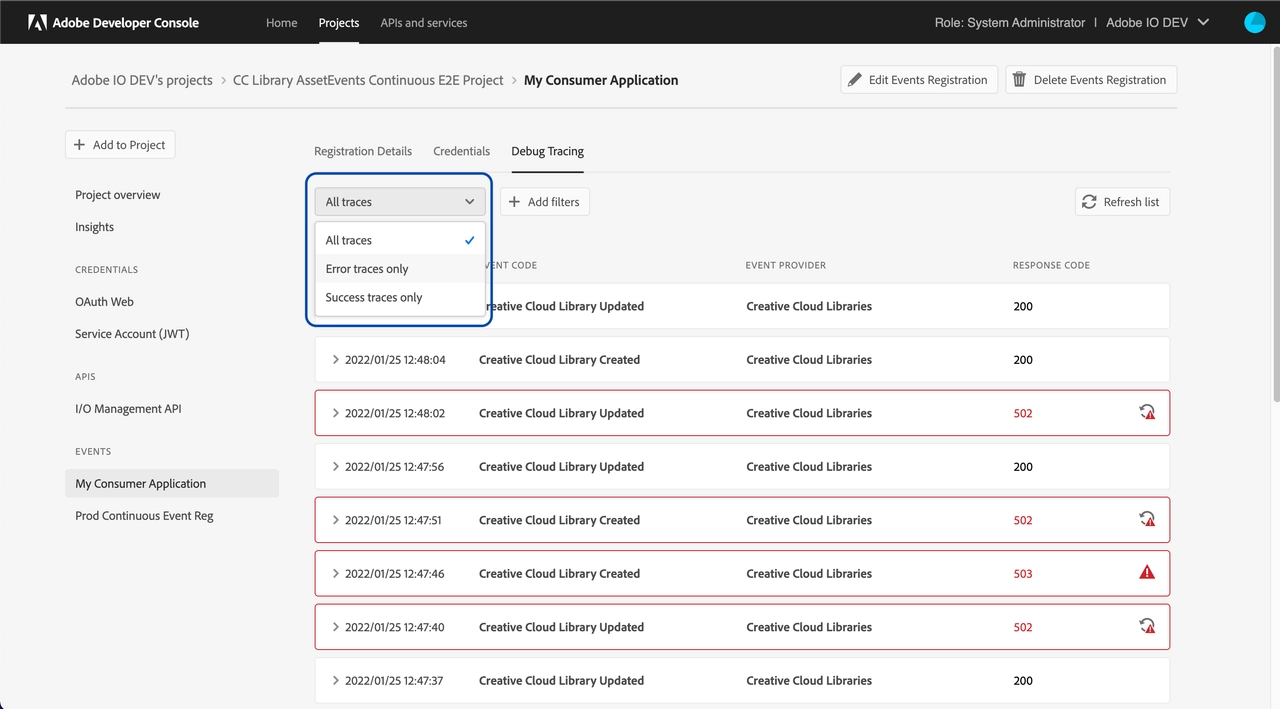 Adobe Developer Console
Home
Projects
APIs and services
Role: System Administrator | Adobe IO DEV
Adobe IO DEV's projects > CC Library AssetEvents Continuous E2E Project > My Consumer Application
Edit Events Registration
Delete Events Registration
Add to Project
Project overview
Insights
CREDENTIALS
OAuth Web
Service Account (JWT)
APIS
I/O Management API
EVENTS
My Consumer Application
Prod Continuous Event Reg
Registration Details
Credentials
Debug Tracing
All traces
Add filters
Refresh list
All traces
Error traces only
Success traces only
VENT CODE EVENT PROVIDER RESPONSE CODE
reative Cloud Library Updated Creative Cloud Libraries 200
2022/01/25 12:48:04 Creative Cloud Library Created Creative Cloud Libraries 200
2022/01/25 12:48:02 Creative Cloud Library Updated Creative Cloud Libraries 502
2022/01/25 12:47:56 Creative Cloud Library Updated Creative Cloud Libraries 200
2022/01/25 12:47:51 Creative Cloud Library Created Creative Cloud Libraries 502
2022/01/25 12:47:46 Creative Cloud Library Created Creative Cloud Libraries 503
2022/01/25 12:47:40 Creative Cloud Library Updated Creative Cloud Libraries 502
2022/01/25 12:47:37 Creative Cloud Library Updated Creative Cloud Libraries 200